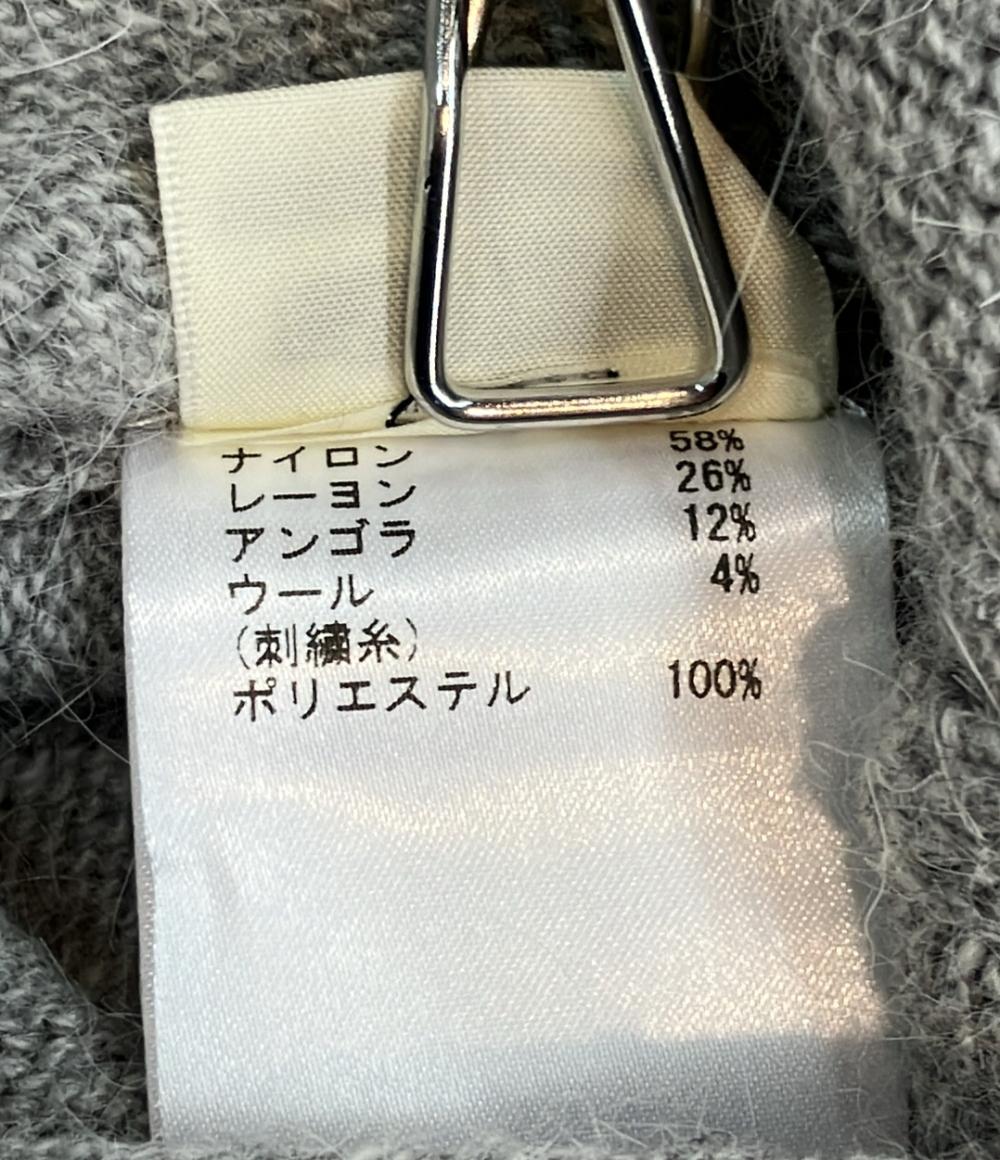 ナイロン 58%
レーヨン 26%
アンゴラ 12%
ウール 4%
(刺繍糸)
ポリエステル 100%